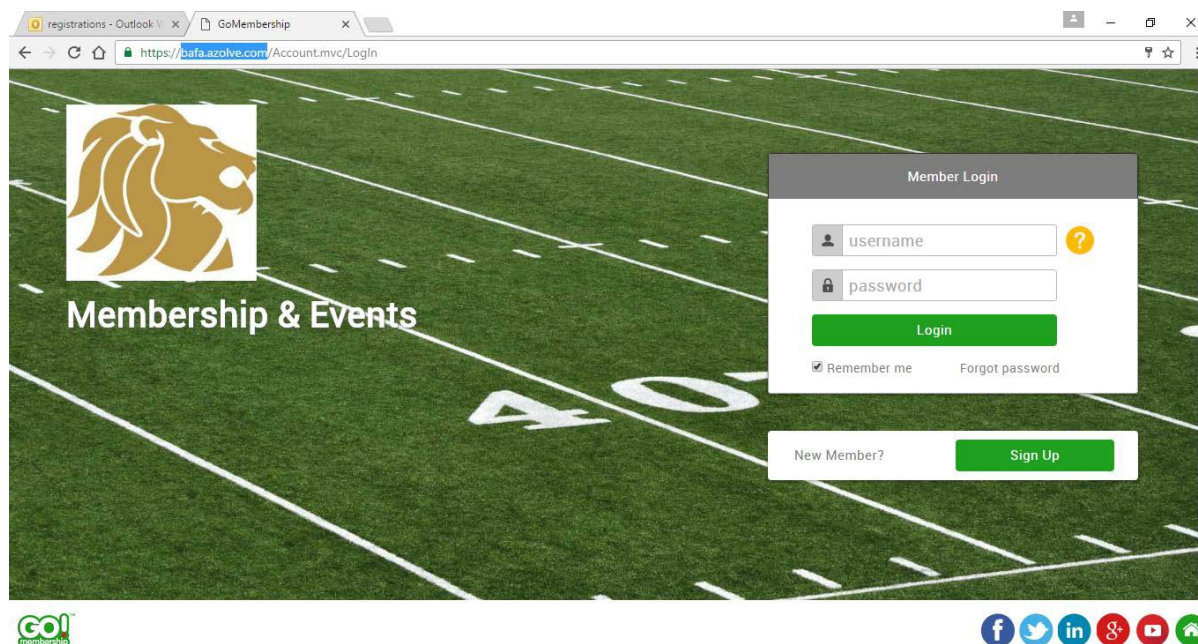 registrations - Outlook
GoMembership
https://bafa.azolve.com/Account.mvc/LogIn
Member Login
username
?
password
Membership & Events
Login
Remember me Forgot password
40
New Member? Sign Up
GO!
membership
f in g+